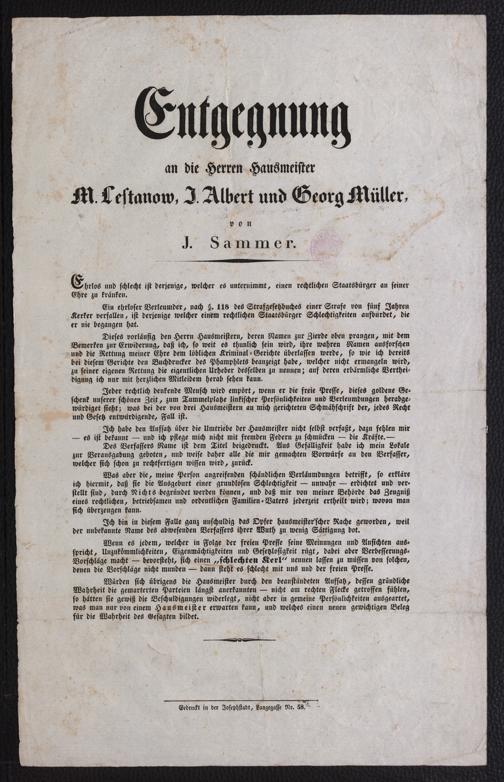 Entgegnung
an die Herren Hausmeister
M. Lestanow, J. Albert und Georg Müller,
von
J. Sammer.
Ehrlos und schlecht ist derjenige, welcher es unternimmt, einen rechtlichen Staatsbürger an seiner
Ehre zu kränken.
Ein ehrloser Verleumder, nach §. 118 des Strafgesetzbuches einer Strafe von fünf Jahren
Kerker verfallen, ist derjenige welcher einem rechtlichen Staatsbürger Schlechtigkeiten aufbürdet, die
er nie begangen hat.
Dieses vorläufig den Herrn Hausmeistern, deren Namen zur Zierde oben prangen, mit dem
Bemerken zur Erwiderung, daß ich, so weit es thunlich sein wird, ihre wahren Namen ausforschen
und die Rettung meiner Ehre dem löblichen Kriminal-Gerichte überlassen werde, so wie ich bereits
bei diesem Gerichte den Buchdrucker des Phamphlets beangezeigt habe, welcher nicht ermangeln wird,
zu seiner eigenen Rettung die eigentlichen Urheber desselben zu nennen; auf deren erbärmliche Verthei-
digung ich nur mit herzlichen Mitleidem herab sehen kann.
Jeder rechtlich denkende Mensch wird empört, wenn er die freie Presse, dieses goldene Ge-
schenk unserer schönen Zeit, zum Tummelplatze linkischer Persönlichkeiten und Verleumdungen herabge-
würdiget sieht; was bei der von drei Hausmeistern an mich gerichteten Schmähschrift der, jedes Recht
und Gesetz entwürdigende, Fall ist.
Ich habe den Aufsatz über die Umtriebe der Hausmeister nicht selbst verfaßt, dazu fehlen mir
— es ist bekannt — und ich pflege mich nicht mit fremden Federn zu schmücken — die Kräfte.—
Des Verfassers Name ist dem Titel beigedruckt. Aus Gefälligkeit habe ich mein Lokale
zur Verausgabung geboten, und weise daher alle die mir gemachten Vorwürfe an den Verfasser,
welcher sich schon zu rechtfertigen wissen wird, zurück.
Was aber die, meine Person angreifenden schändlichen Verläumdungen betrifft, so erkläre
ich hiermit, daß sie die Ausgeburt einer grundlosen Schlechtigkeit — unwahr — erdichtet und ver-
stellt sind, durch Nichts begründet werden können, und daß mir von meiner Behörde das Zeugniß
eines rechtlichen, betriebsamen und ordentlichen Familien-Vaters jederzeit ertheilt wird; wovon man
sich überzeugen kann.
Ich bin in diesem Falle ganz unschuldig das Opfer hausmeister'scher Rache geworden, weil
der unbekannte Name des abwesenden Verfassers ihrer Wuth zu wenig Sättigung bot.
Wenn es jedem, welcher in Folge der freien Presse seine Meinungen und Ansichten aus-
spricht, Unzukömmlichkeiten, Eigenmächtigkeiten und Gesetzlosigkeit rügt, dabei aber Verbesserungs-
Vorschläge macht — bevorsteht, sich einen „schlechten Kerl“ nennen lassen zu müssen von solchen,
denen die Vorschläge nicht munden — dann steht es schlecht mit uns und der freien Presse.
Würden sich übrigens die Hausmeister durch den beanständeten Aufsatz, dessen gründliche
Wahrheit die gemarterten Parteien längst anerkannten — nicht am rechten Flecke getroffen fühlen,
so hätten sie gewiß die Beschuldigungen widerlegt, nicht aber in gemeine Persönlichkeiten ausgeartet,
was man nur von einem Hausmeister erwarten kann, und welches einen neuen gewichtigen Beleg
für die Wahrheit des Gesagten bildet.
Gedruckt in der Josephstadt, Langegasse Nr. 58.